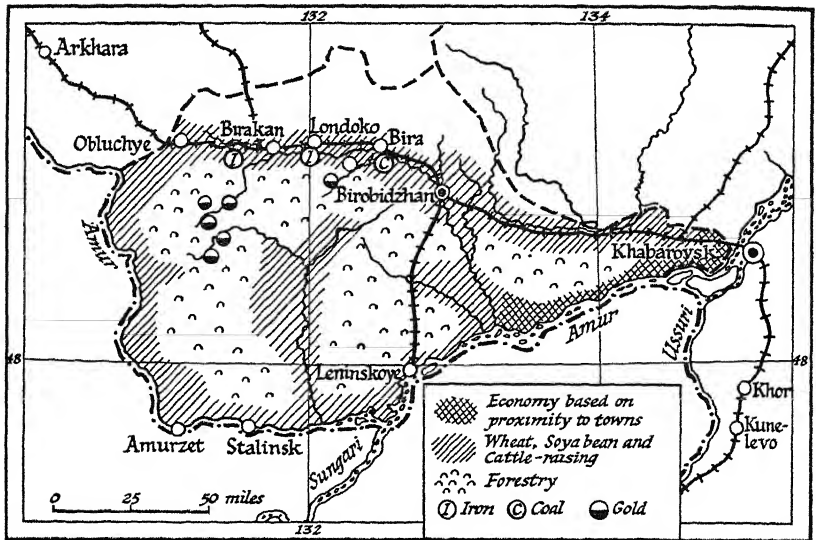 132
134
Arkhara
Obluchye
Birakan
Londoko
Bira
I
I
C
Birobidzhan
Amur
Khabarovsk
48
48
Leninskoye
Amur
Ussuri
Khor
Kune-
levo
Amurzet
Stalinsk
Sungari
Economy based on
proximity to towns
Wheat, Soya bean and
Cattle-raising
Forestry
I Iron C Coal Gold
0 25 50 miles
132